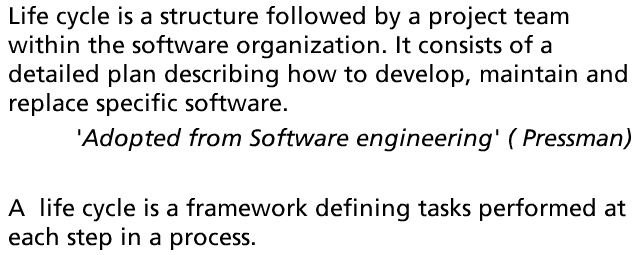 Life cycle is a structure followed by a project team
within the software organization. It consists of a
detailed plan describing how to develop, maintain and
replace specific software.
'Adopted from Software engineering' ( Pressman)
A  life cycle is a framework defining tasks performed at
each step in a process.